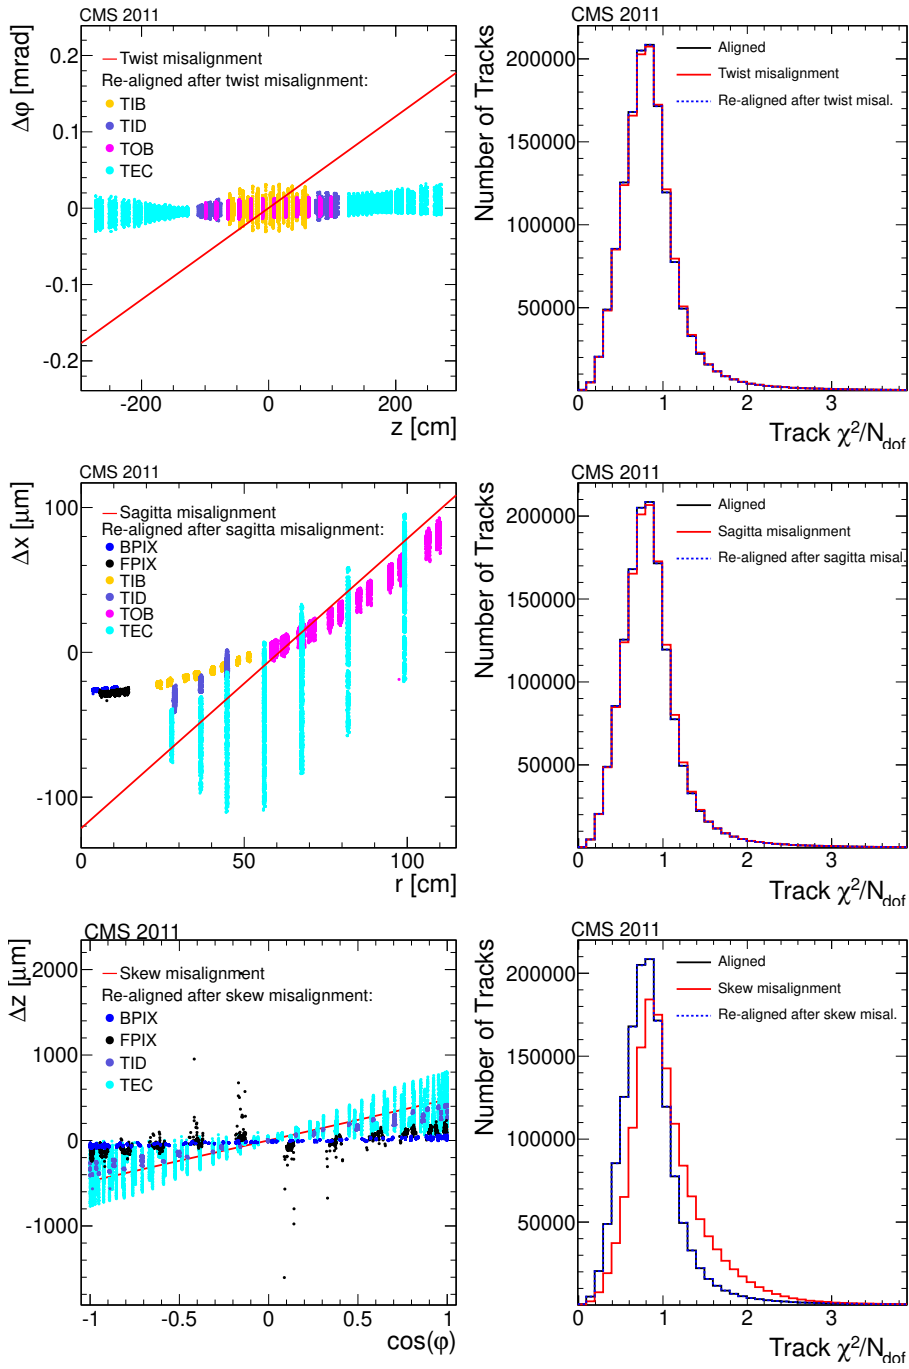 CMS 2011
Δφ [mrad]
0.2
0.1
0
-0.1
-0.2
Twist misalignment
Re-aligned after twist misalignment:
TIB
TID
TOB
TEC
-200
0
200
z [cm]
CMS 2011
Number of Tracks
200000
150000
100000
50000
Aligned
Twist misalignment
Re-aligned after twist misal.
0
1
2
3
Track χ²/N_dof
CMS 2011
Δx [μm]
100
0
-100
Sagitta misalignment
Re-aligned after sagitta misalignment:
BPIX
FPIX
TIB
TID
TOB
TEC
0
50
100
r [cm]
CMS 2011
Number of Tracks
200000
150000
100000
50000
Aligned
Sagitta misalignment
Re-aligned after sagitta misal.
0
1
2
3
Track χ²/N_dof
CMS 2011
Δz [μm]
2000
1000
0
-1000
Skew misalignment
Re-aligned after skew misalignment:
BPIX
FPIX
TID
TEC
-1
-0.5
0
0.5
1
cos(φ)
CMS 2011
Number of Tracks
200000
150000
100000
50000
Aligned
Skew misalignment
Re-aligned after skew misal.
0
1
2
3
Track χ²/N_dof